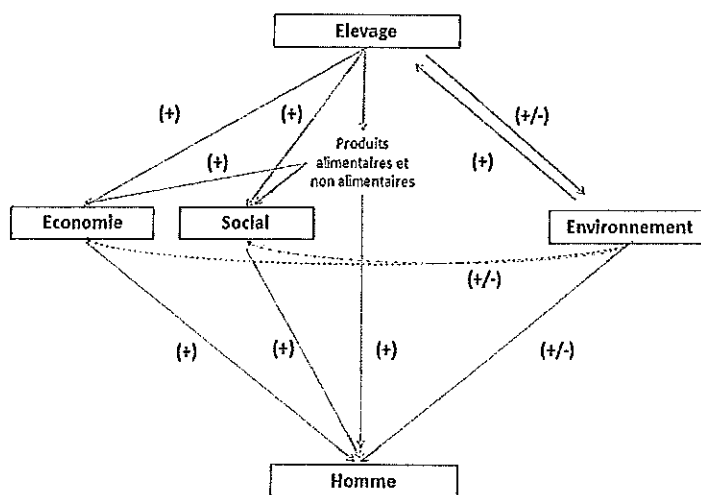 Elevage
(+)
(+)
(+/-)
(+)
(+)
Produits
alimentaires et
non alimentaires
Economie
Social
Environnement
(+/-)
(+)
(+)
(+)
(+/-)
Homme